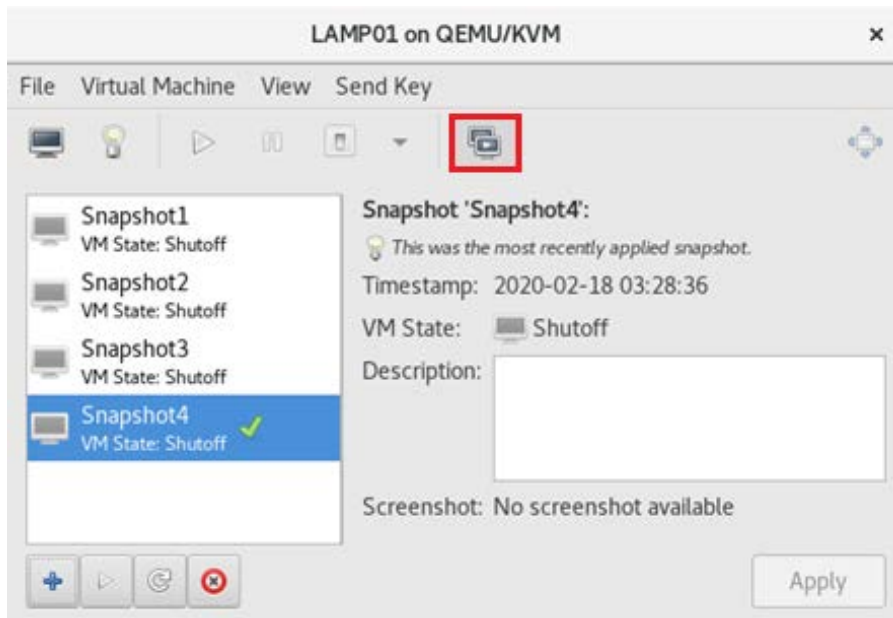 LAMP01 on QEMU/KVM
File Virtual Machine View Send Key
Snapshot1
VM State: Shutoff
Snapshot2
VM State: Shutoff
Snapshot3
VM State: Shutoff
Snapshot4
VM State: Shutoff
Snapshot 'Snapshot4':
This was the most recently applied snapshot.
Timestamp: 2020-02-18 03:28:36
VM State: Shutoff
Description:
Screenshot: No screenshot available
Apply